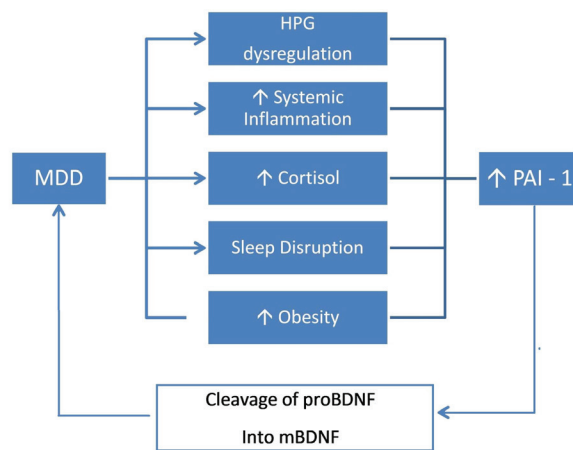 HPG
dysregulation
↑ Systemic
Inflammation
MDD
↑ Cortisol
↑ PAI - 1
Sleep Disruption
↑ Obesity
Cleavage of proBDNF
Into mBDNF